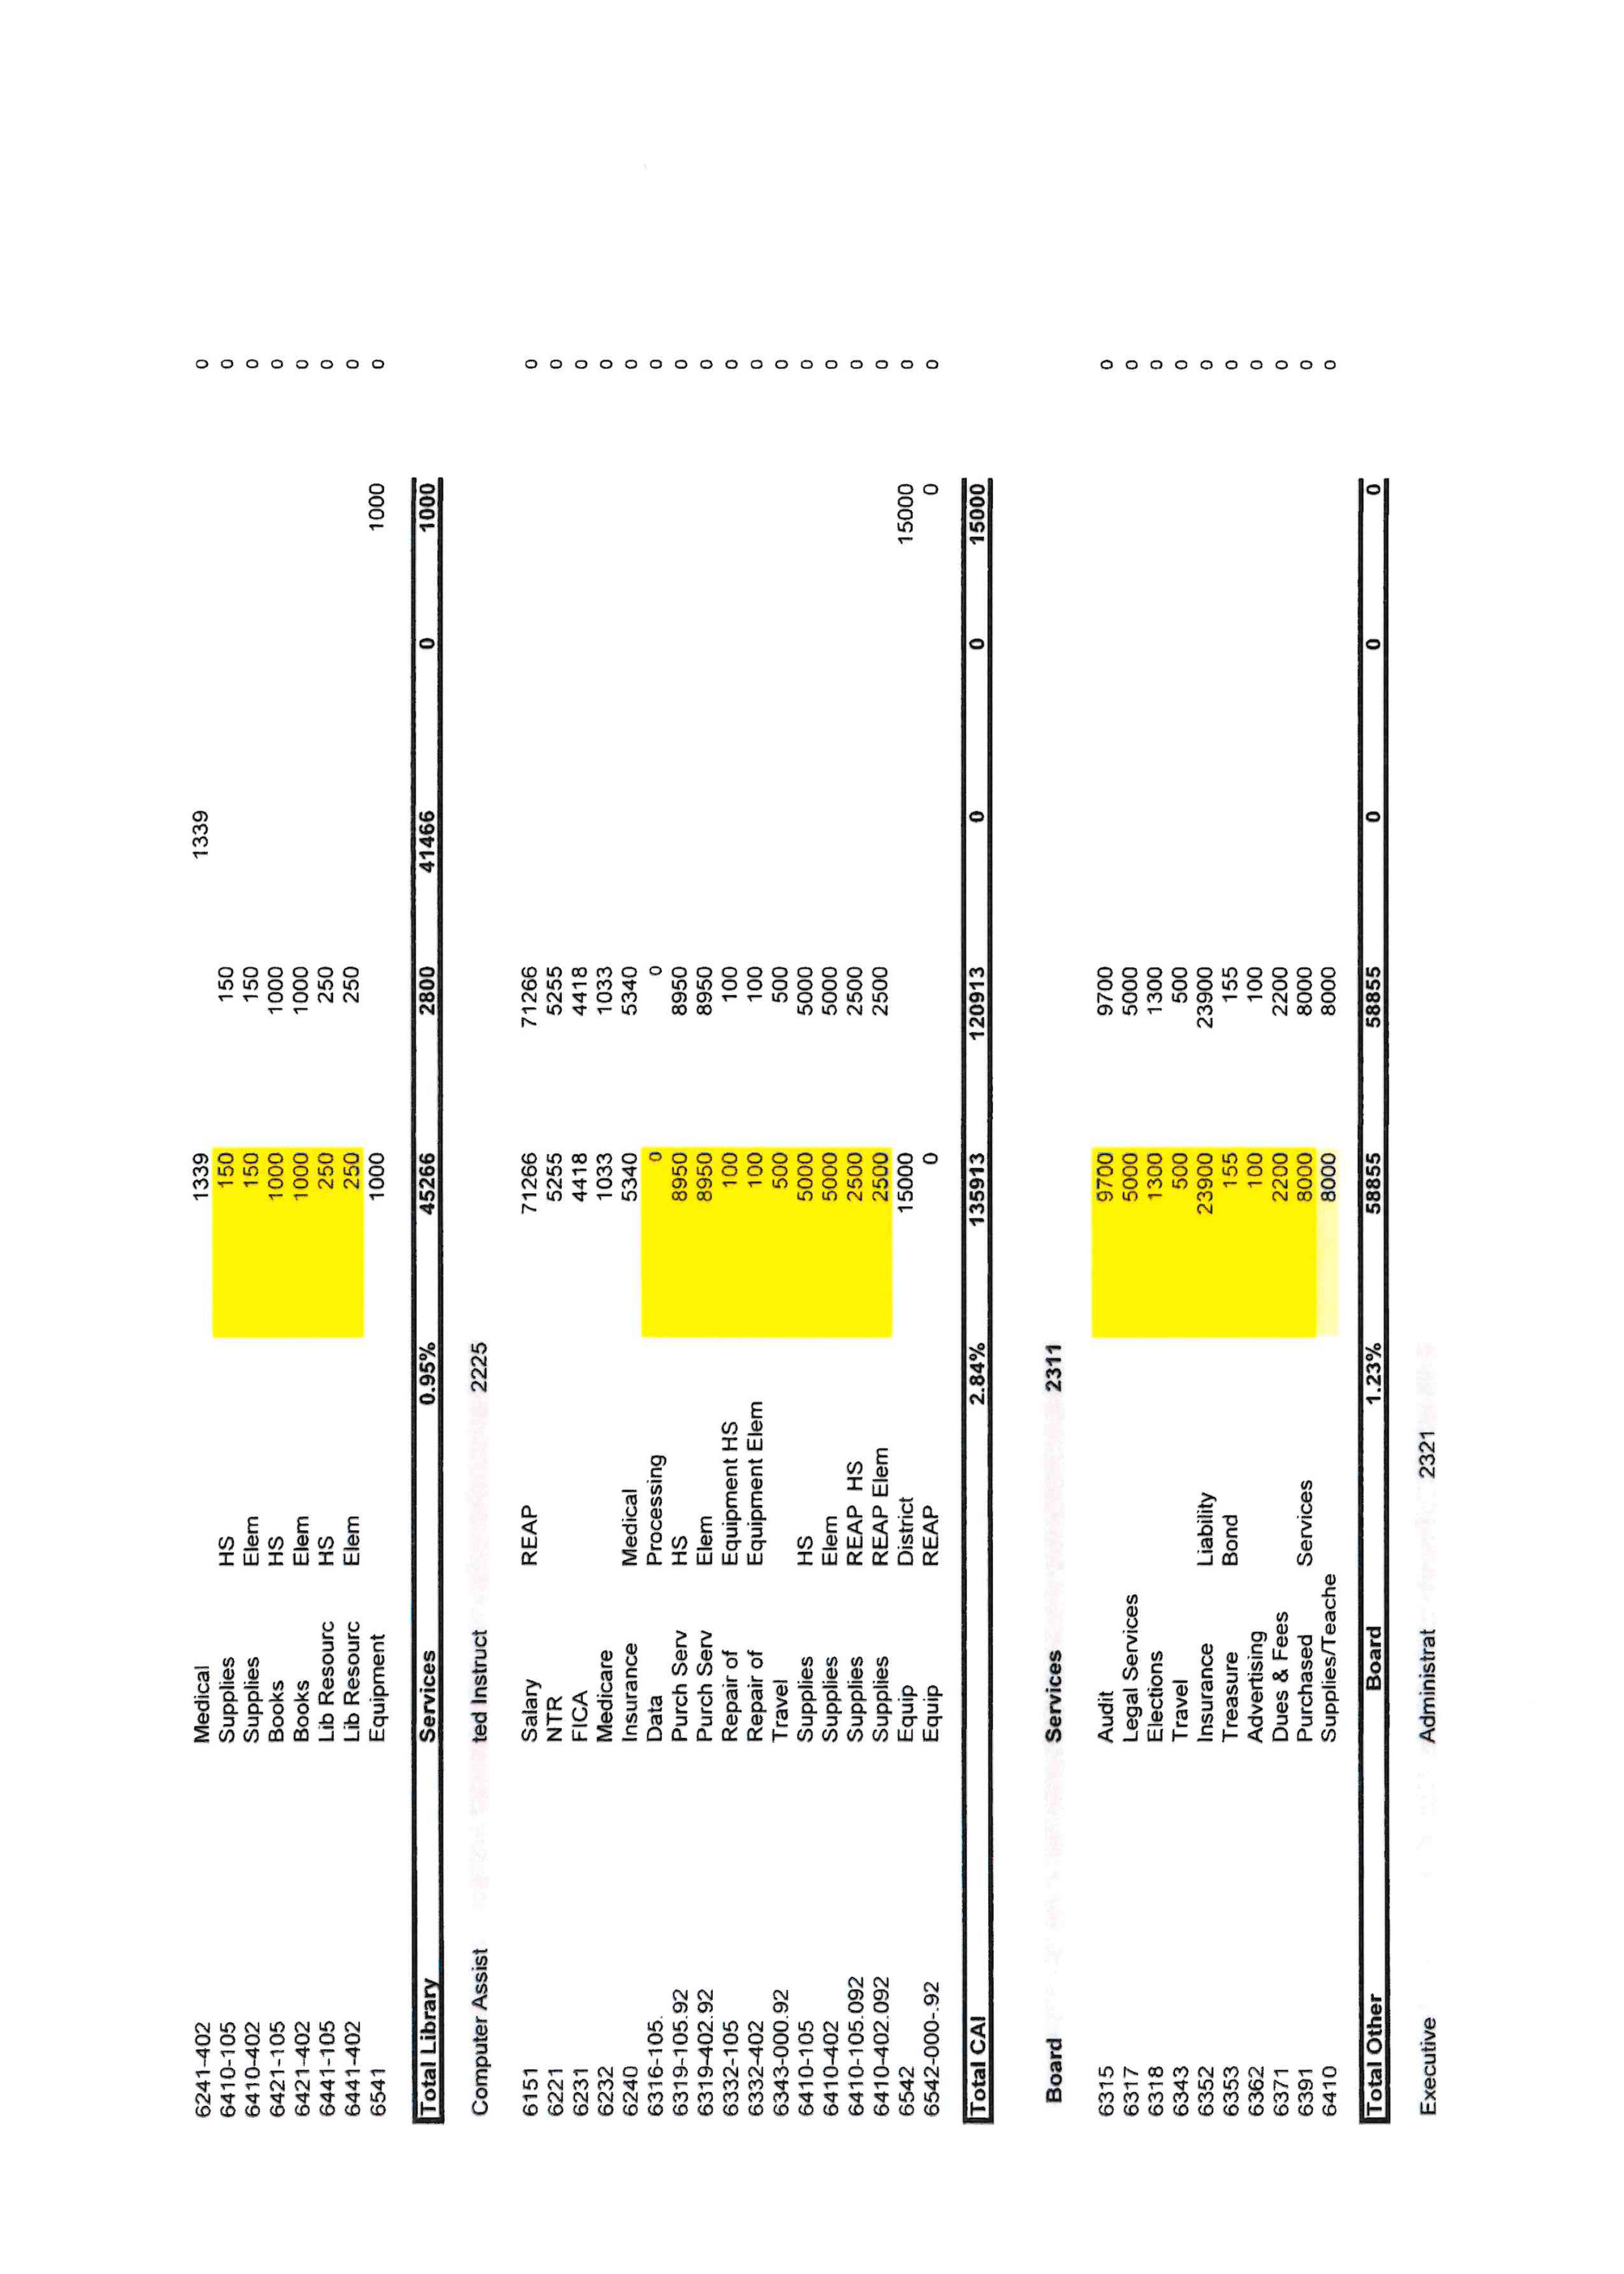 6241-402 Medical 1339 1339 0
6410-105 Supplies HS 150 150 0
6410-402 Supplies Elem 150 150 0
6421-105 Books HS 1000 1000 0
6421-402 Books Elem 1000 1000 0
6441-105 Lib Resourc HS 250 250 0
6441-402 Lib Resourc Elem 250 250 0
6541 Equipment 1000 1000 0
Total Library Services 0.95% 45266 2800 41466 0 1000
Computer Assist ted Instruct 2225
6151 Salary REAP 71266 71266 0
6221 NTR 5255 5255 0
6231 FICA 4418 4418 0
6232 Medicare 1033 1033 0
6240 Insurance Medical 5340 5340 0
6316-105. Data Processing 0 0 0
6319-105.92 Purch Serv HS 8950 8950 0
6319-402.92 Purch Serv Elem 8950 8950 0
6332-105 Repair of Equipment HS 100 100 0
6332-402 Repair of Equipment Elem 100 100 0
6343-000.92 Travel 500 500 0
6410-105 Supplies HS 5000 5000 0
6410-402 Supplies Elem 5000 5000 0
6410-105.092 Supplies REAP HS 2500 2500 0
6410-402.092 Supplies REAP Elem 2500 2500 0
6542 Equip District 15000 15000 0
6542-000-.92 Equip REAP 0 0 0
Total CAI 2.84% 135913 120913 0 0 15000
Board Services 2311
6315 Audit 9700 9700 0
6317 Legal Services 5000 5000 0
6318 Elections 1300 1300 0
6343 Travel 500 500 0
6352 Insurance Liability 23900 23900 0
6353 Treasure Bond 155 155 0
6362 Advertising 100 100 0
6371 Dues & Fees 2200 2200 0
6391 Purchased Services 8000 8000 0
6410 Supplies/Teache 8000 8000 0
Total Other Board 1.23% 58855 58855 0 0 0
Executive Administrat 2321